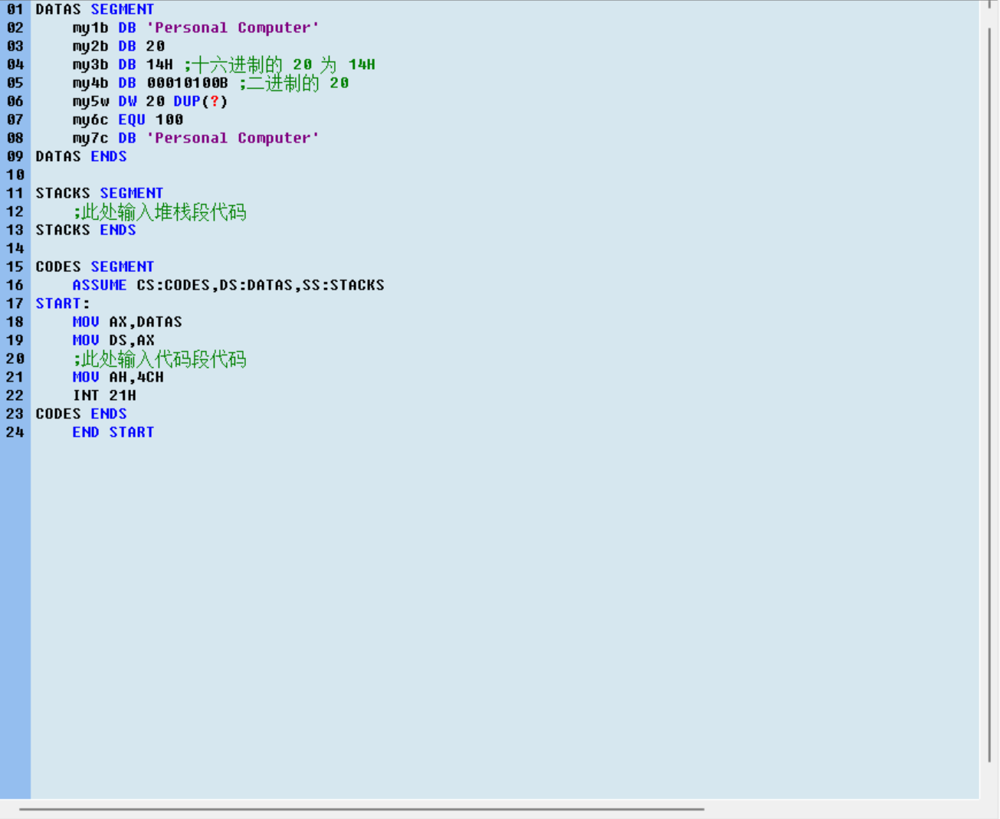 01 DATAS SEGMENT
02     my1b DB 'Personal Computer'
03     my2b DB 20
04     my3b DB 14H ;十六进制的 20 为 14H
05     my4b DB 00010100B ;二进制的 20
06     my5w DW 20 DUP(?)
07     my6c EQU 100
08     my7c DB 'Personal Computer'
09 DATAS ENDS
10
11 STACKS SEGMENT
12     ;此处输入堆栈段代码
13 STACKS ENDS
14
15 CODES SEGMENT
16     ASSUME CS:CODES,DS:DATAS,SS:STACKS
17 START:
18     MOV AX,DATAS
19     MOV DS,AX
20     ;此处输入代码段代码
21     MOV AH,4CH
22     INT 21H
23 CODES ENDS
24     END START